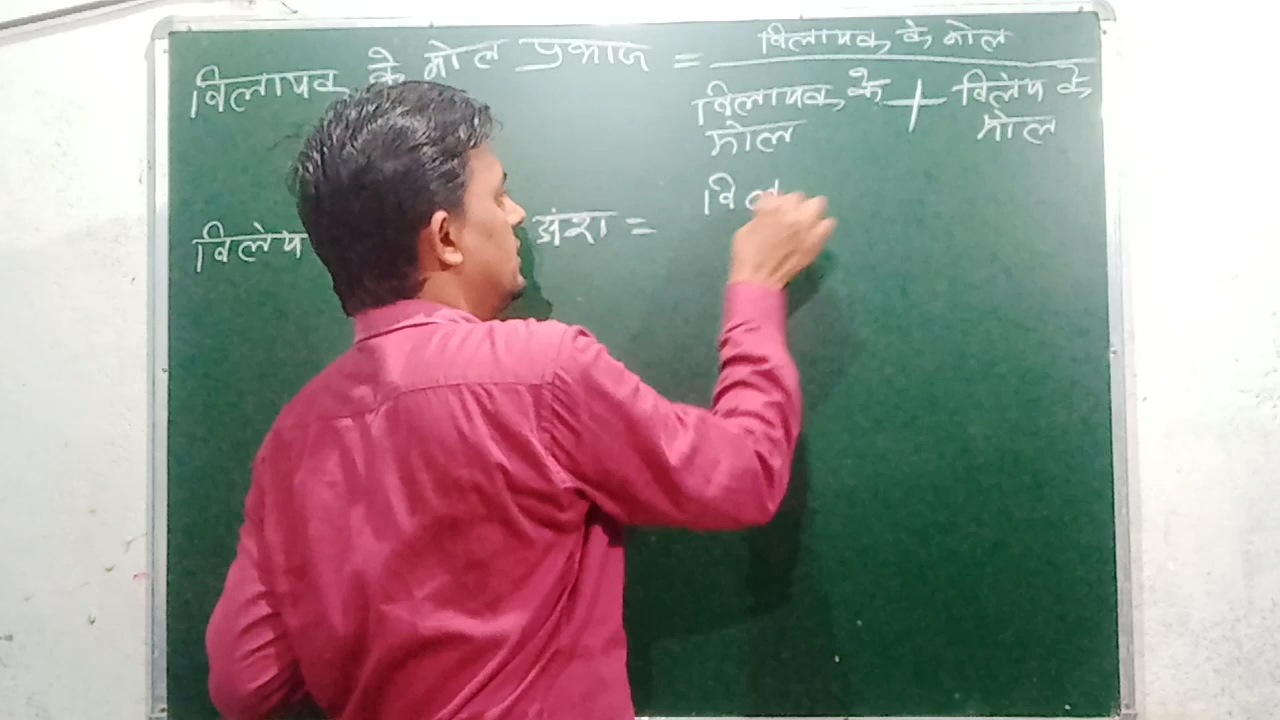 विलायक के मोल प्रभाज = विलायक के मोल
विलायक के + विलेय के
मोल मोल
विलेय अंश = विल